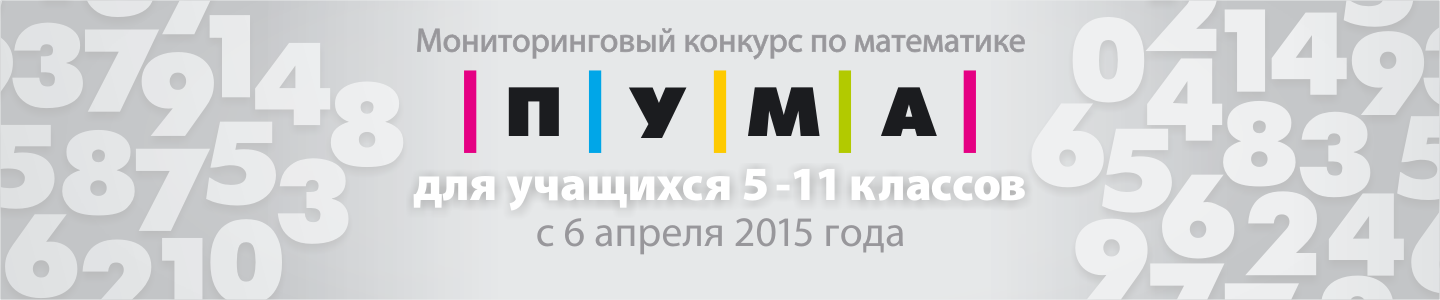 Мониторинговый конкурс по математике
|П|У|М|А|
для учащихся 5 -11 классов
с 6 апреля 2015 года